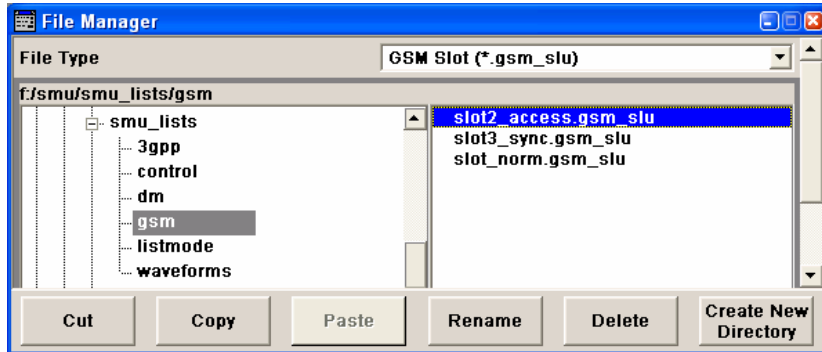 File Manager
File Type
GSM Slot (*.gsm_slu)
f:/smu/smu_lists/gsm
smu_lists
3gpp
control
dm
gsm
listmode
waveforms
slot2_access.gsm_slu
slot3_sync.gsm_slu
slot_norm.gsm_slu
Cut
Copy
Paste
Rename
Delete
Create New
Directory